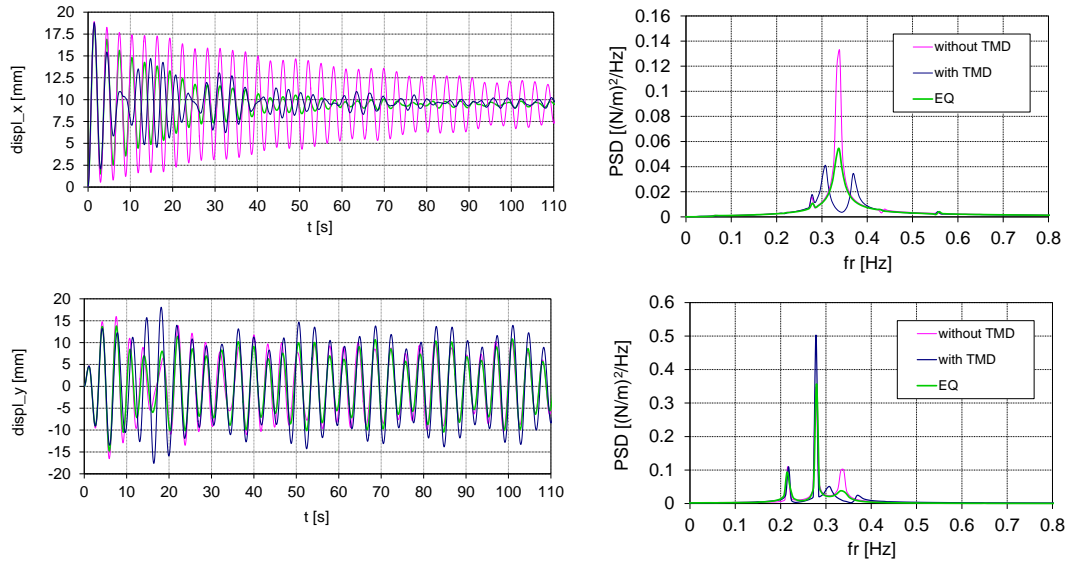 20
17.5
15
12.5
10
7.5
5
2.5
0
displ_x [mm]
0 10 20 30 40 50 60 70 80 90 100 110
t [s]
0.16
0.14
0.12
0.1
0.08
0.06
0.04
0.02
0
PSD [(N/m)²/Hz]
without TMD
with TMD
EQ
0 0.1 0.2 0.3 0.4 0.5 0.6 0.7 0.8
fr [Hz]
20
15
10
5
0
-5
-10
-15
-20
displ_y [mm]
0 10 20 30 40 50 60 70 80 90 100 110
t [s]
0.6
0.5
0.4
0.3
0.2
0.1
0
PSD [(N/m)²/Hz]
without TMD
with TMD
EQ
0 0.1 0.2 0.3 0.4 0.5 0.6 0.7 0.8
fr [Hz]